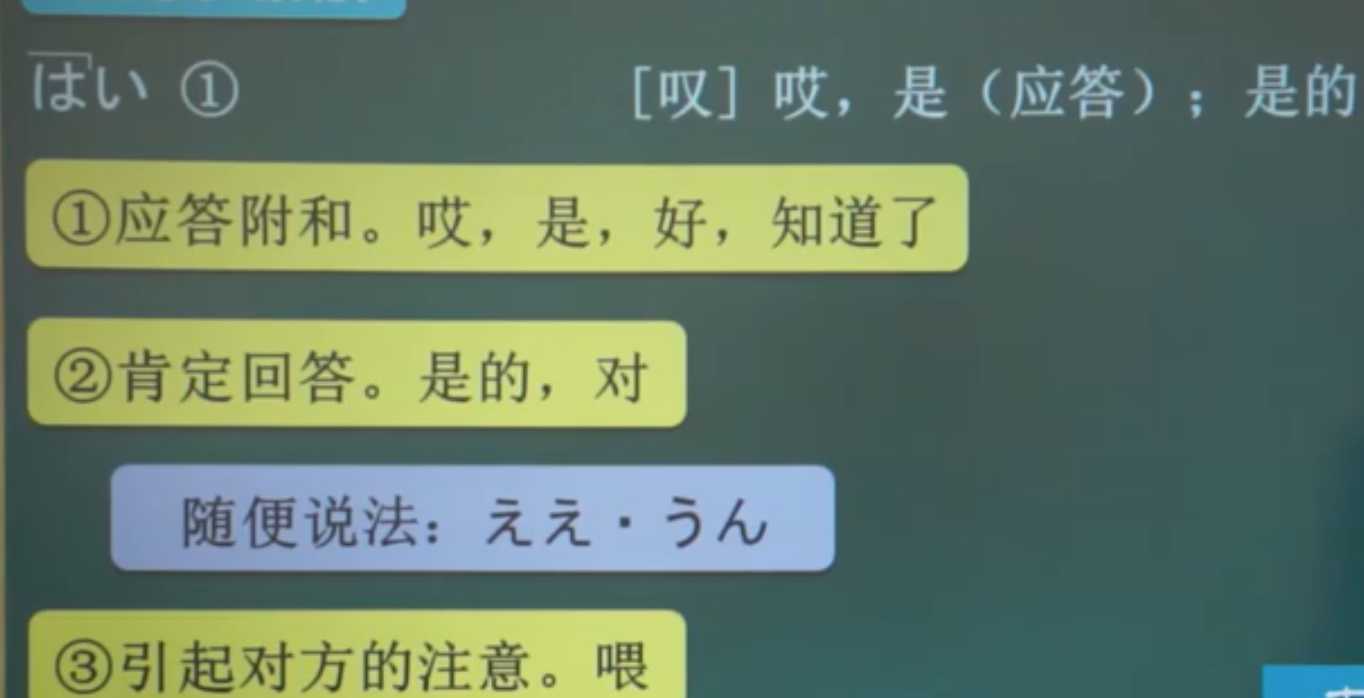 はい ① [叹] 哎，是（应答）；是的
①应答附和。哎，是，好，知道了
②肯定回答。是的，对
随便说法：ええ・うん
③引起对方的注意。喂